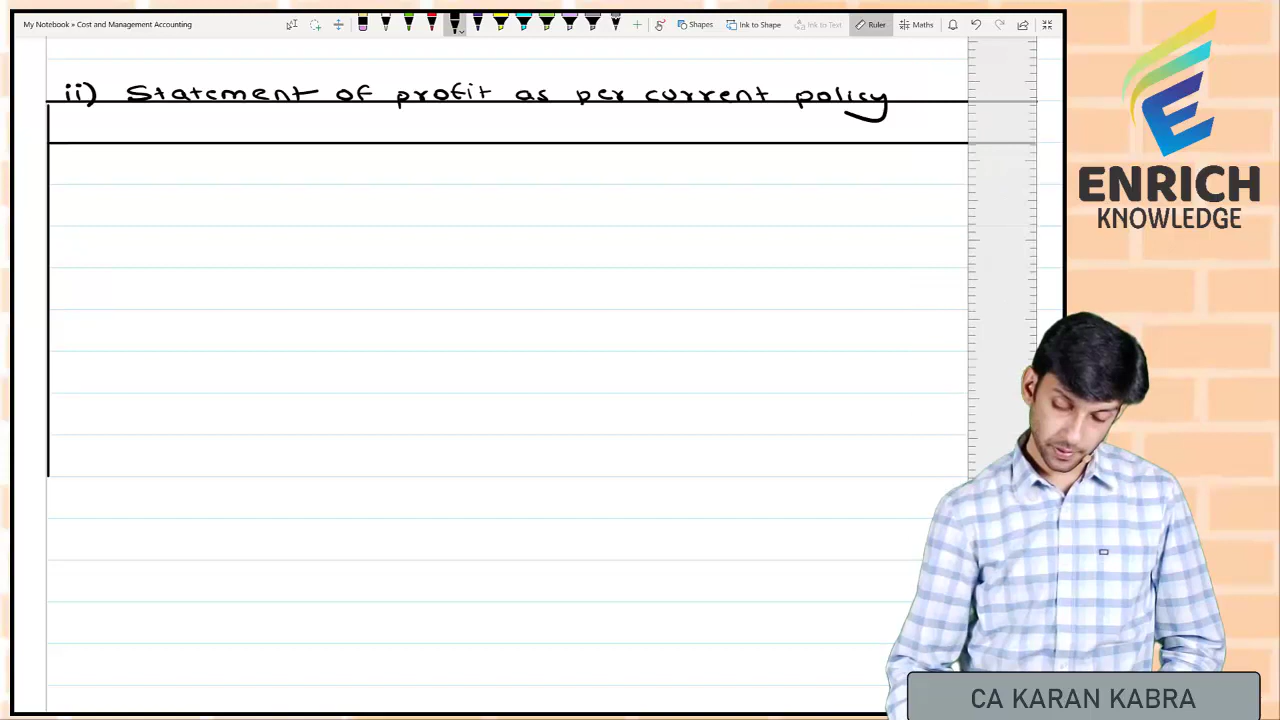 My Notebook » Cost and Management Accounting
Shapes
Ink to Shape
Ink to Text
Ruler
Maths
ii) Statement of profit as per current policy
ENRICH
KNOWLEDGE
CA KARAN KABRA